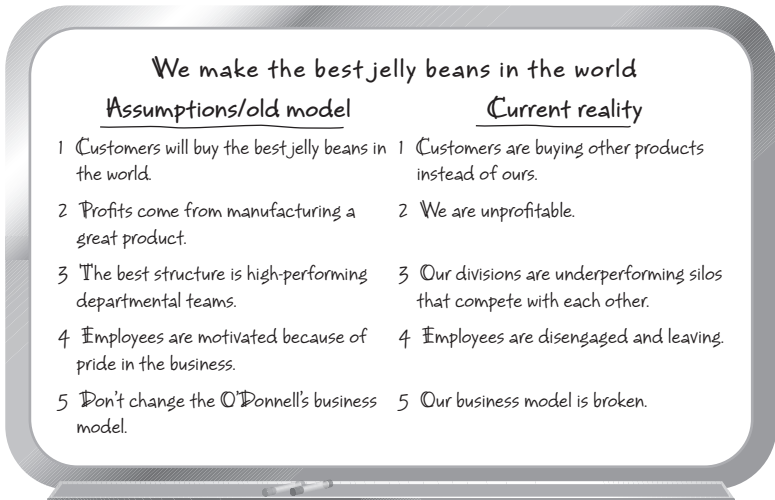 We make the best jelly beans in the world
Assumptions/old model
1 Customers will buy the best jelly beans in
the world.
2 Profits come from manufacturing a
great product.
3 The best structure is high-performing
departmental teams.
4 Employees are motivated because of
pride in the business.
5 Don't change the O'Donnell's business
model.
Current reality
1 Customers are buying other products
instead of ours.
2 We are unprofitable.
3 Our divisions are underperforming silos
that compete with each other.
4 Employees are disengaged and leaving.
5 Our business model is broken.